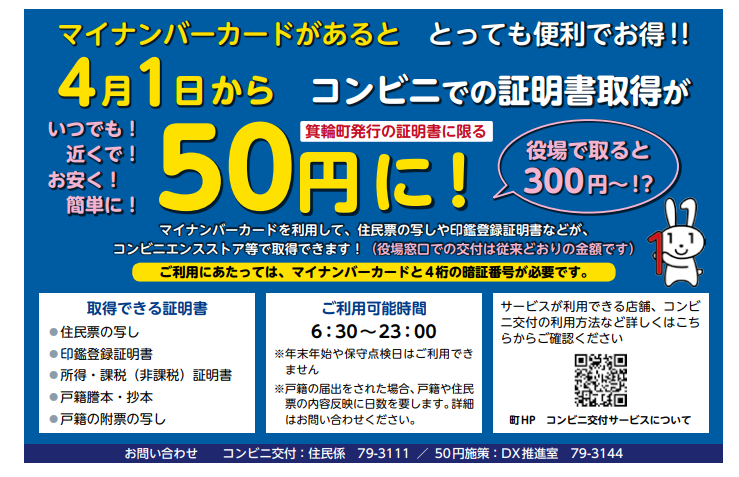 マイナンバーカードがあると　とっても便利でお得!!
4月1日から　コンビニでの証明書取得が
いつでも！
近くで！
お安く！
簡単に！
50円に！
箕輪町発行の証明書に限る
役場で取ると
300円～!?
マイナンバーカードを利用して、住民票の写しや印鑑登録証明書などが、
コンビニエンスストア等で取得できます！（役場窓口での交付は従来どおりの金額です）
ご利用にあたっては、マイナンバーカードと４桁の暗証番号が必要です。
1
取得できる証明書
●住民票の写し
●印鑑登録証明書
●所得・課税（非課税）証明書
●戸籍謄本・抄本
●戸籍の附票の写し
ご利用可能時間
6：30～23：00
※年末年始や保守点検日はご利用でき
ません
※戸籍の届出をされた場合、戸籍や住民
票の内容反映に日数を要します。詳細
はお問い合わせください。
サービスが利用できる店舗、コンビ
ニ交付の利用方法など詳しくはこち
らからご確認ください
町HP　コンビニ交付サービスについて
お問い合わせ　　コンビニ交付：住民係　79-3111　／　50円施策：DX推進室　79-3144